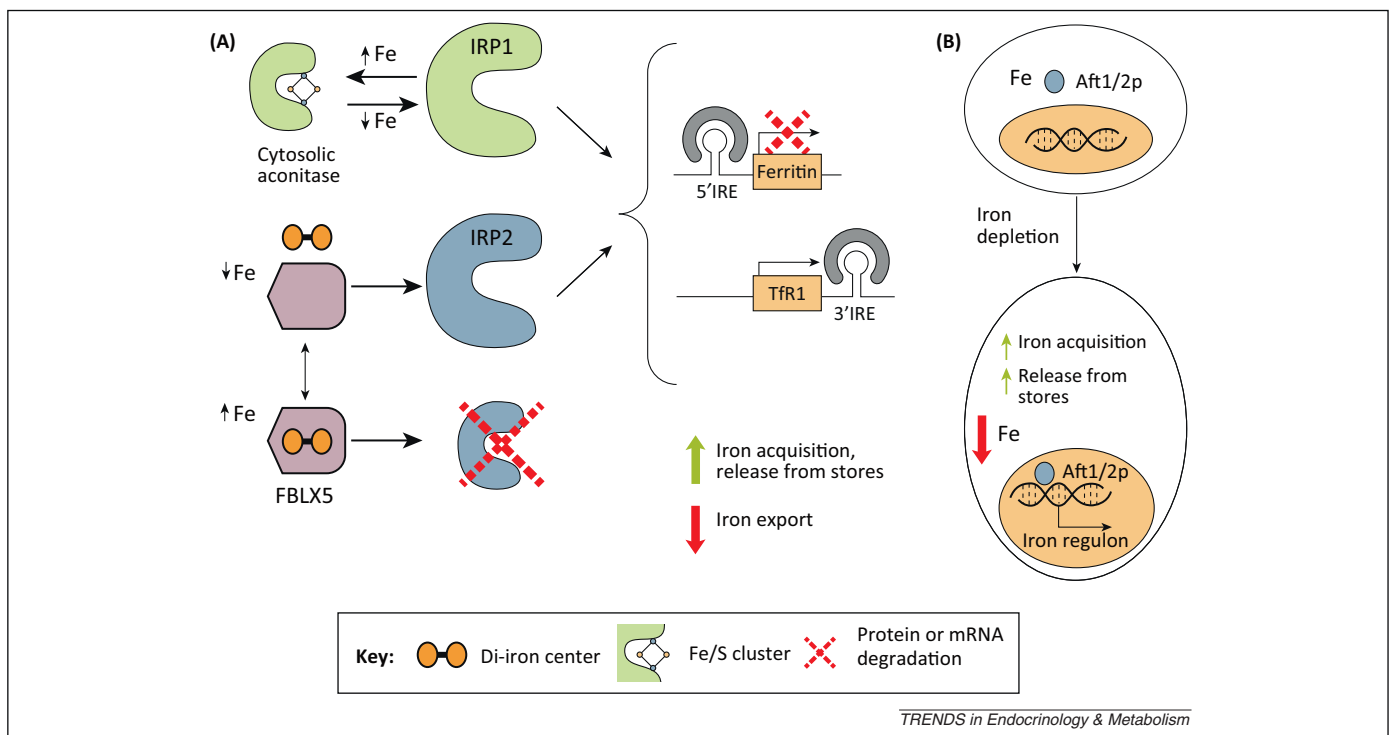 (A)
↑ Fe
↓ Fe
IRP1
Cytosolic
aconitase
5'IRE
Ferritin
↓ Fe
IRP2
TfR1
3'IRE
↑ Fe
FBLX5
Iron acquisition,
release from stores
Iron export
(B)
Fe
Aft1/2p
Iron
depletion
Iron acquisition
Release from
stores
Fe
Aft1/2p
Iron regulon
Key:
Di-iron center
Fe/S cluster
Protein or mRNA
degradation
TRENDS in Endocrinology & Metabolism